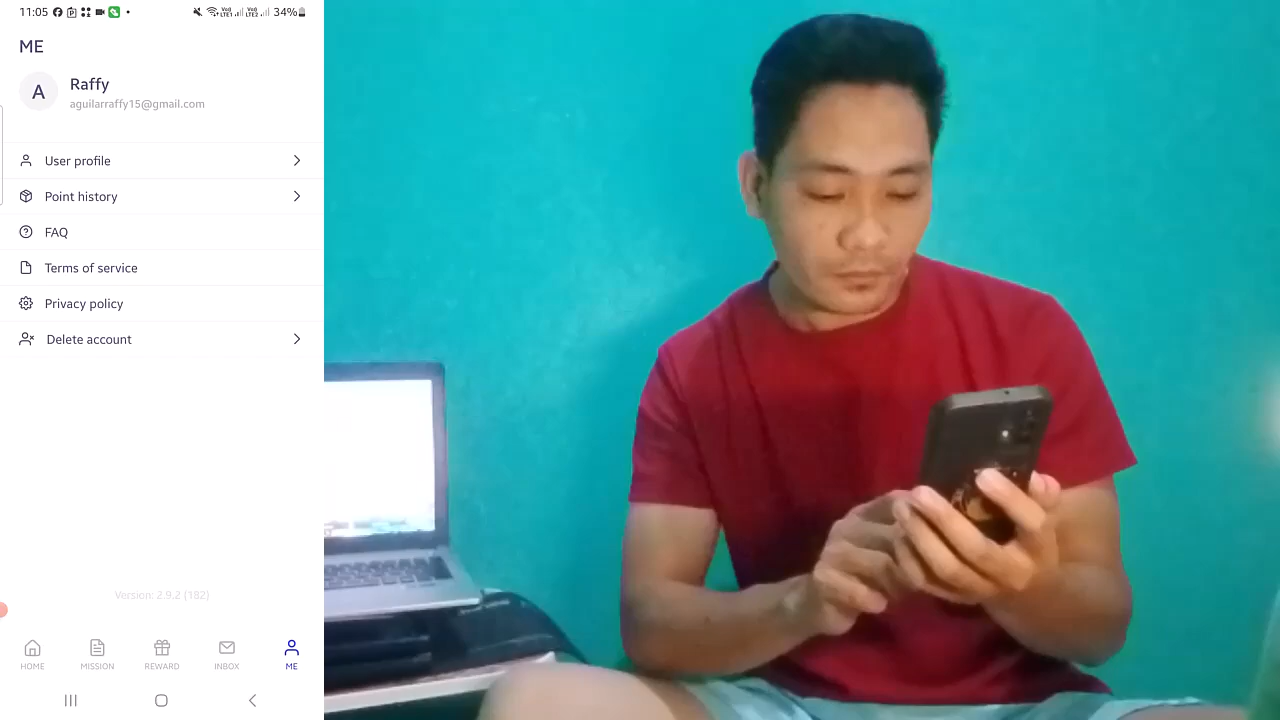 11:05
34%
ME
A
Raffy
aguilarraffy15@gmail.com
User profile
Point history
FAQ
Terms of service
Privacy policy
Delete account
Version: 2.9.2 (182)
HOME MISSION REWARD INBOX ME